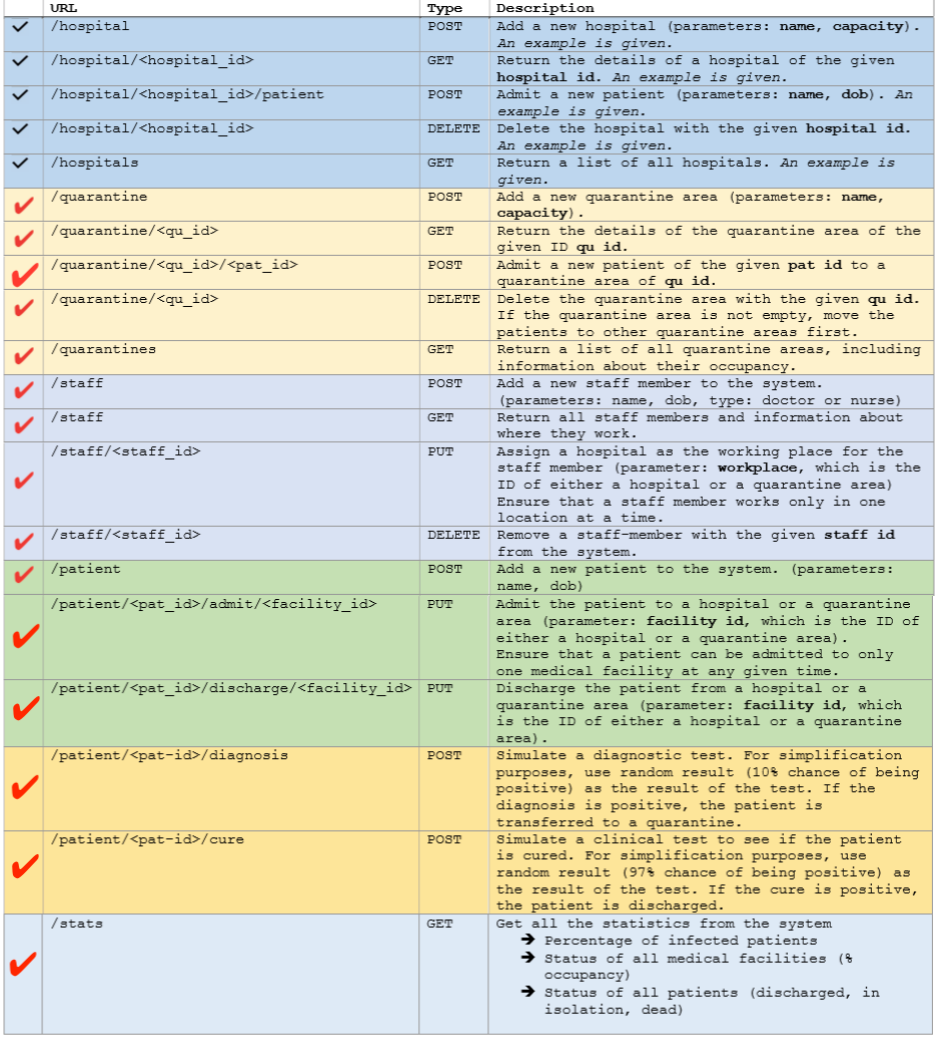 URL Type Description
/hospital POST Add a new hospital (parameters: name, capacity).
An example is given.
/hospital/<hospital_id> GET Return the details of a hospital of the given
hospital id. An example is given.
/hospital/<hospital_id>/patient POST Admit a new patient (parameters: name, dob). An
example is given.
/hospital/<hospital_id> DELETE Delete the hospital with the given hospital id.
An example is given.
/hospitals GET Return a list of all hospitals. An example is
given.
/quarantine POST Add a new quarantine area (parameters: name,
capacity).
/quarantine/<qu_id> GET Return the details of the quarantine area of the
given ID qu id.
/quarantine/<qu_id>/<pat_id> POST Admit a new patient of the given pat id to a
quarantine area of qu id.
/quarantine/<qu_id> DELETE Delete the quarantine area with the given qu id.
If the quarantine area is not empty, move the
patients to other quarantine areas first.
/quarantines GET Return a list of all quarantine areas, including
information about their occupancy.
/staff POST Add a new staff member to the system.
(parameters: name, dob, type: doctor or nurse)
/staff GET Return all staff members and information about
where they work.
/staff/<staff_id> PUT Assign a hospital as the working place for the
staff member (parameter: workplace, which is the
ID of either a hospital or a quarantine area)
Ensure that a staff member works only in one
location at a time.
/staff/<staff_id> DELETE Remove a staff-member with the given staff id
from the system.
/patient POST Add a new patient to the system. (parameters:
name, dob)
/patient/<pat_id>/admit/<facility_id> PUT Admit the patient to a hospital or a quarantine
area (parameter: facility id, which is the ID of
either a hospital or a quarantine area).
Ensure that a patient can be admitted to only
one medical facility at any given time.
/patient/<pat_id>/discharge/<facility_id> PUT Discharge the patient from a hospital or a
quarantine area (parameter: facility id, which
is the ID of either a hospital or a quarantine
area).
/patient/<pat-id>/diagnosis POST Simulate a diagnostic test. For simplification
purposes, use random result (10% chance of being
positive) as the result of the test. If the
diagnosis is positive, the patient is
transferred to a quarantine.
/patient/<pat-id>/cure POST Simulate a clinical test to see if the patient
is cured. For simplification purposes, use
random result (97% chance of being positive) as
the result of the test. If the cure is positive,
the patient is discharged.
/stats GET Get all the statistics from the system
➔ Percentage of infected patients
➔ Status of all medical facilities (%
occupancy)
➔ Status of all patients (discharged, in
isolation, dead)